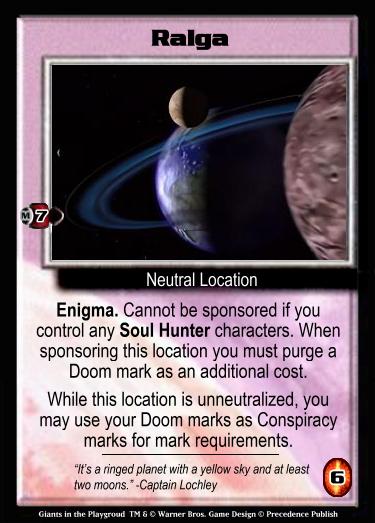 Ralga
M 7
Neutral Location
Enigma. Cannot be sponsored if you
control any Soul Hunter characters. When
sponsoring this location you must purge a
Doom mark as an additional cost.
While this location is unneutralized, you
may use your Doom marks as Conspiracy
marks for mark requirements.
"It's a ringed planet with a yellow sky and at least
two moons." -Captain Lochley
6
Giants in the Playgroud TM & © Warner Bros. Game Design © Precedence Publish